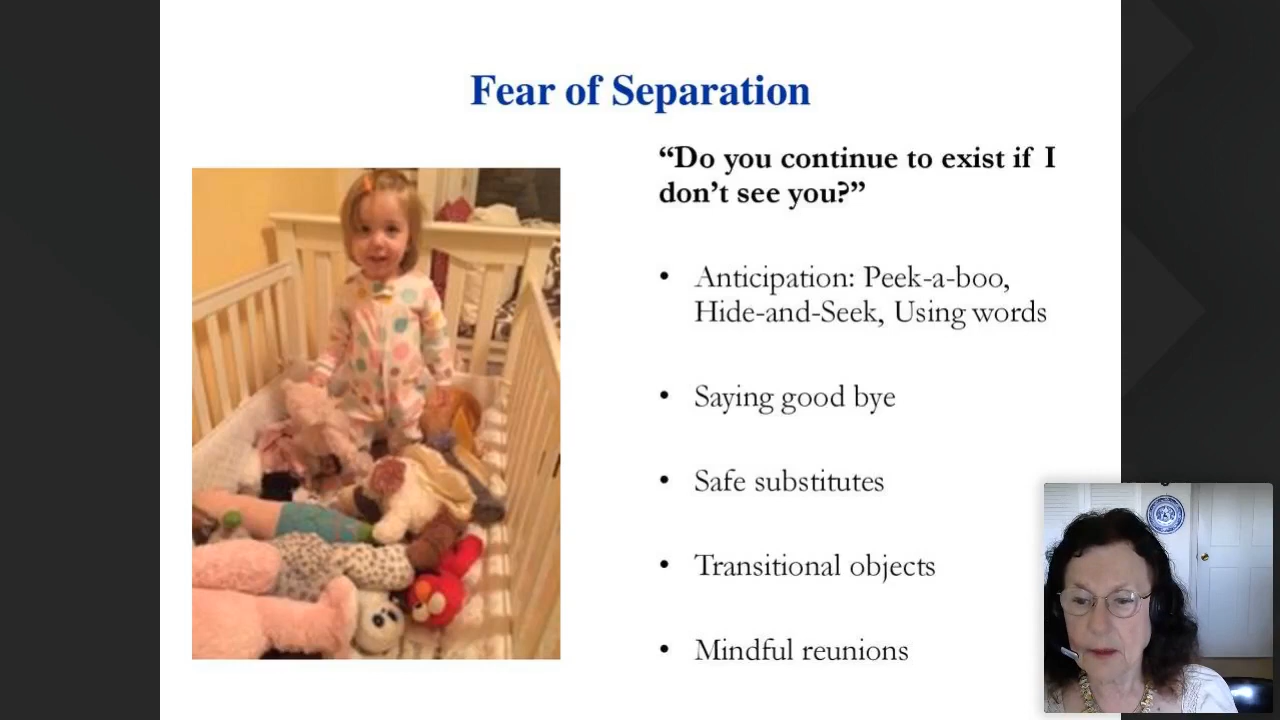 Fear of Separation
“Do you continue to exist if I
don’t see you?”
• Anticipation: Peek-a-boo,
Hide-and-Seek, Using words
• Saying good bye
• Safe substitutes
• Transitional objects
• Mindful reunions